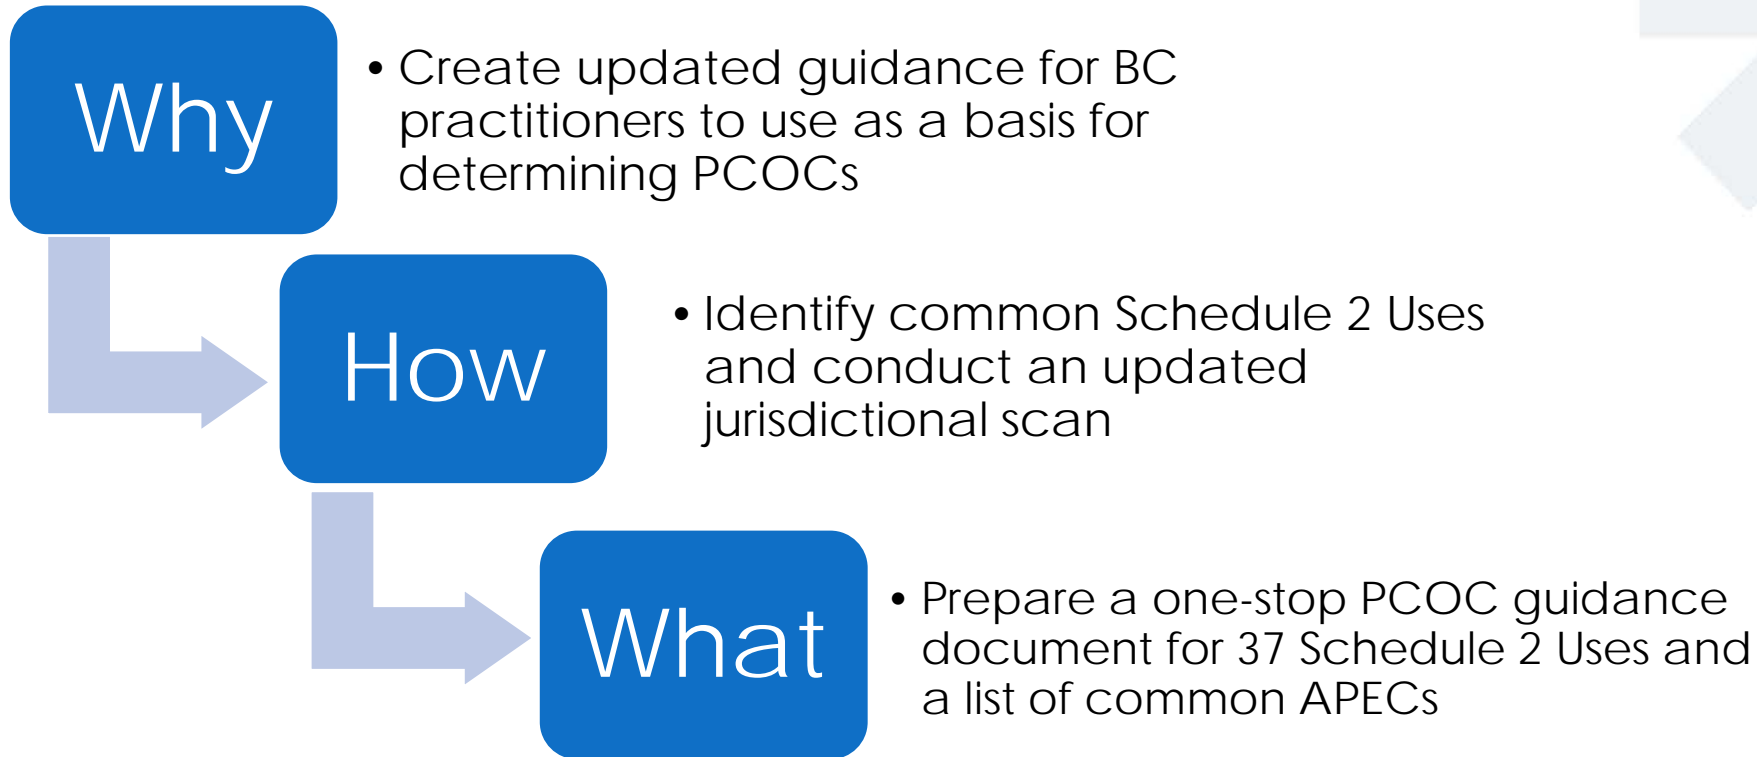 Why
• Create updated guidance for BC
practitioners to use as a basis for
determining PCOCs
How
• Identify common Schedule 2 Uses
and conduct an updated
jurisdictional scan
What
• Prepare a one-stop PCOC guidance
document for 37 Schedule 2 Uses and
a list of common APECs